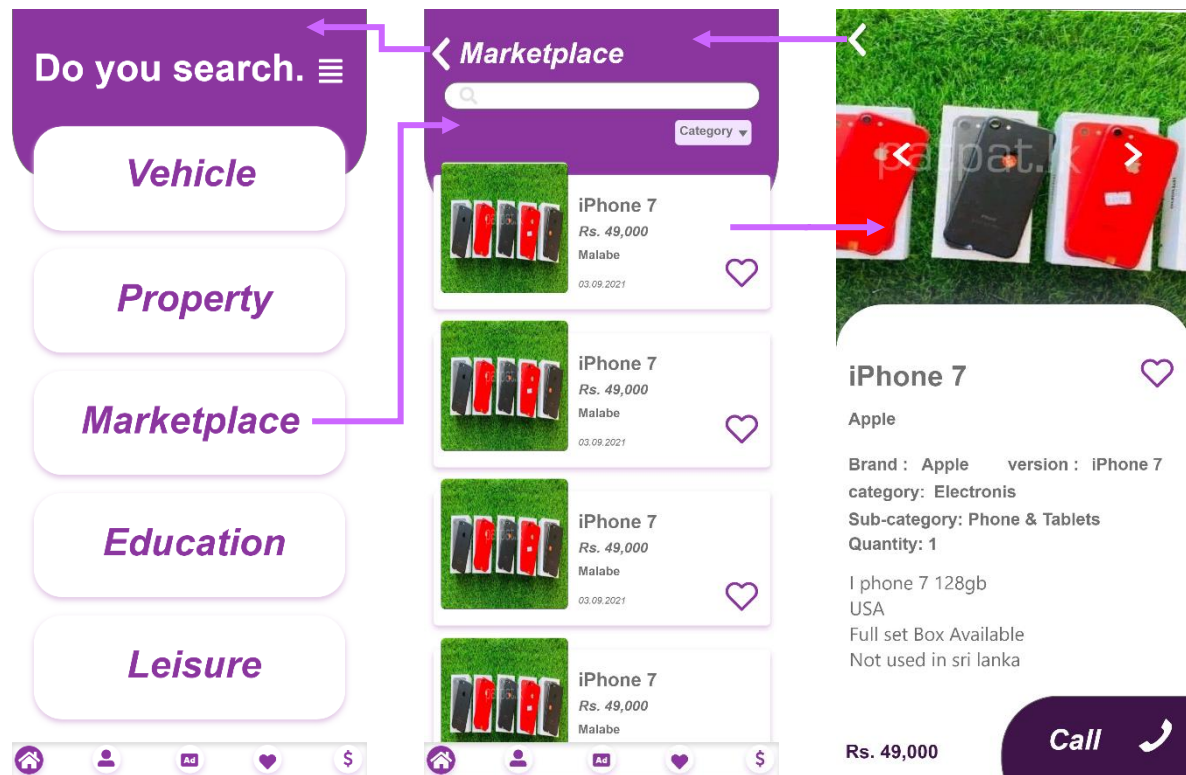 Do you search.
Vehicle
Property
Marketplace
Education
Leisure
Ad
$
Marketplace
Category
iPhone 7
Rs. 49,000
Malabe
03.09.2021
iPhone 7
Rs. 49,000
Malabe
03.09.2021
iPhone 7
Rs. 49,000
Malabe
03.09.2021
iPhone 7
Rs. 49,000
Malabe
Ad
$
patpat.lk
iPhone 7
Apple
Brand : Apple version : iPhone 7
category: Electronis
Sub-category: Phone & Tablets
Quantity: 1
I phone 7 128gb
USA
Full set Box Available
Not used in sri lanka
Rs. 49,000
Call